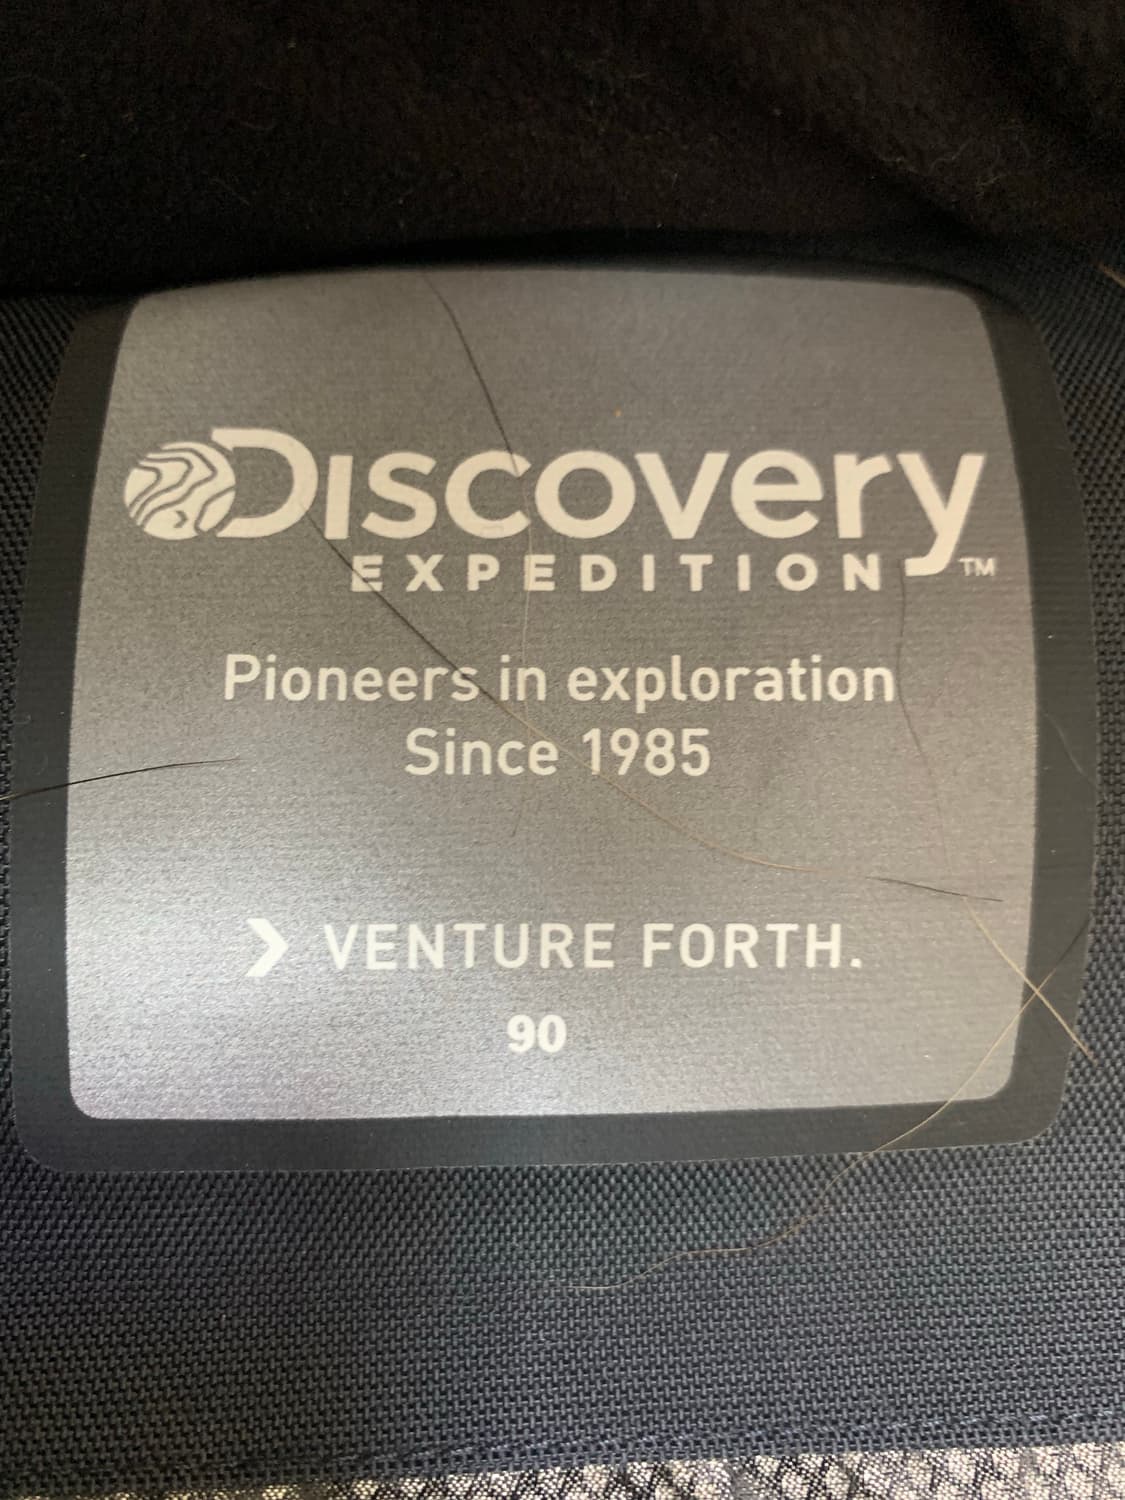 Discovery
EXPEDITION™
Pioneers in exploration
Since 1985
VENTURE FORTH.
90